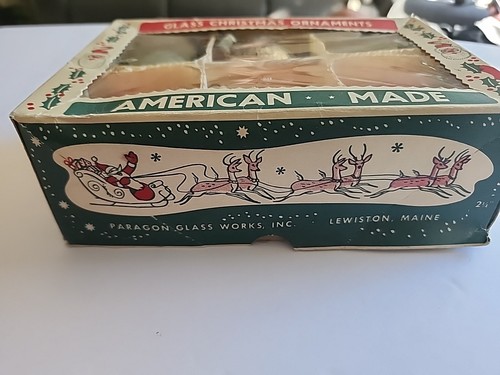 GLASS CHRISTMAS ORNAMENTS
AMERICAN · · MADE
PARAGON GLASS WORKS, INC. LEWISTON, MAINE